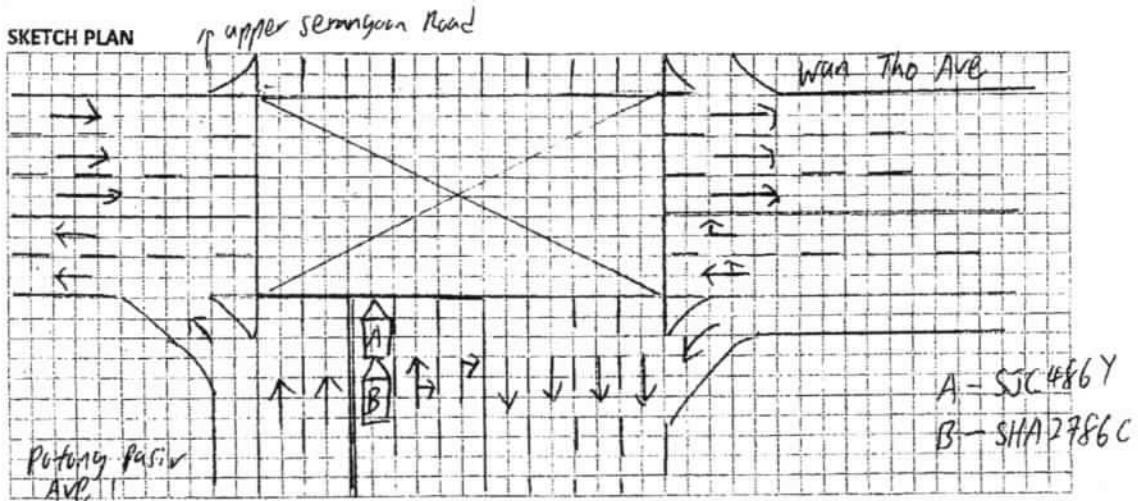 SKETCH PLAN
upper serangoon Road
Wan Tho Ave
A
B
A - SJC486Y
B - SHA2786C
Potong Pasir
Ave